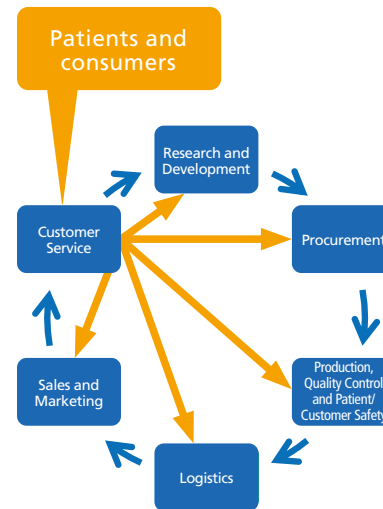 Patients and
consumers
Research and
Development
Customer
Service
Procurement
Sales and
Marketing
Production,
Quality Control
and Patient/
Customer Safety
Logistics